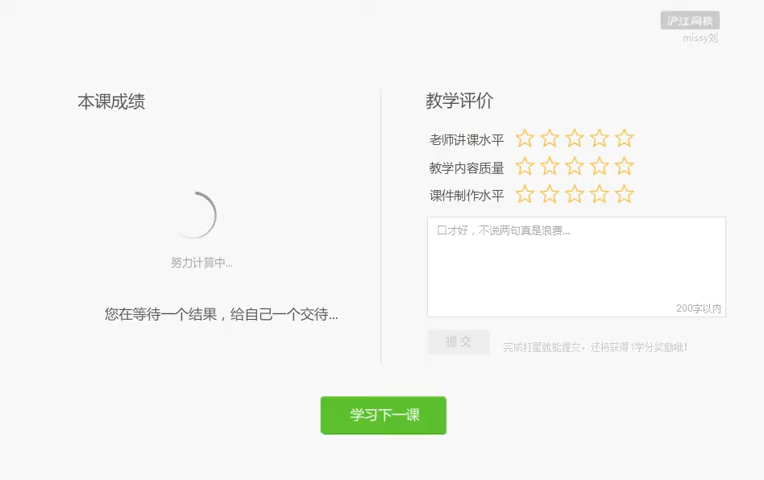 沪江网校
missy刘
本课成绩
努力计算中...
您在等待一个结果，给自己一个交待...
教学评价
老师讲课水平
教学内容质量
课件制作水平
口才好，不说两句真是浪费...
200字以内
提 交
完成打星就能提交，还将获得1学分奖励哦！
学习下一课